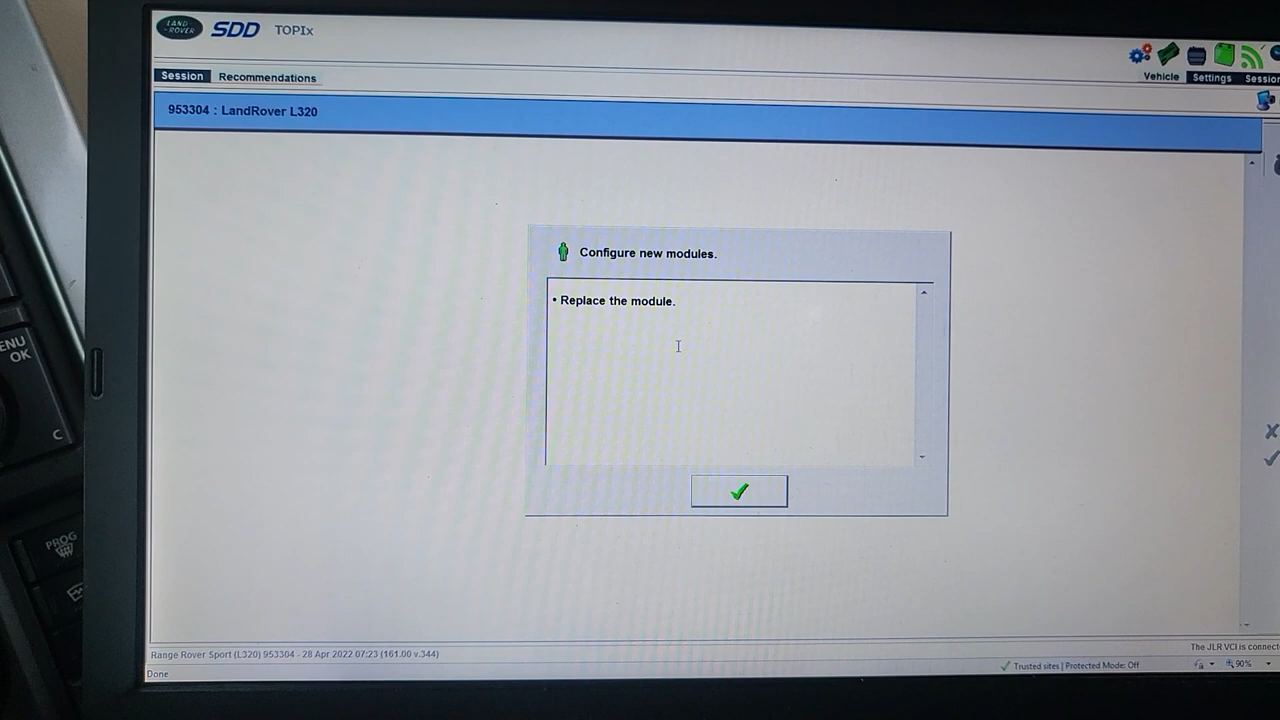 LAND
-ROVER
SDD
TOPIx
Session
Recommendations
Vehicle
Settings
953304 : LandRover L320
Configure new modules.
• Replace the module.
ENU
OK
C
PROG
Range Rover Sport (L320) 953304 - 28 Apr 2022 07:23 (161.00 v.344)
The JLR VCI is connect
Done
Trusted sites | Protected Mode: Off
90%